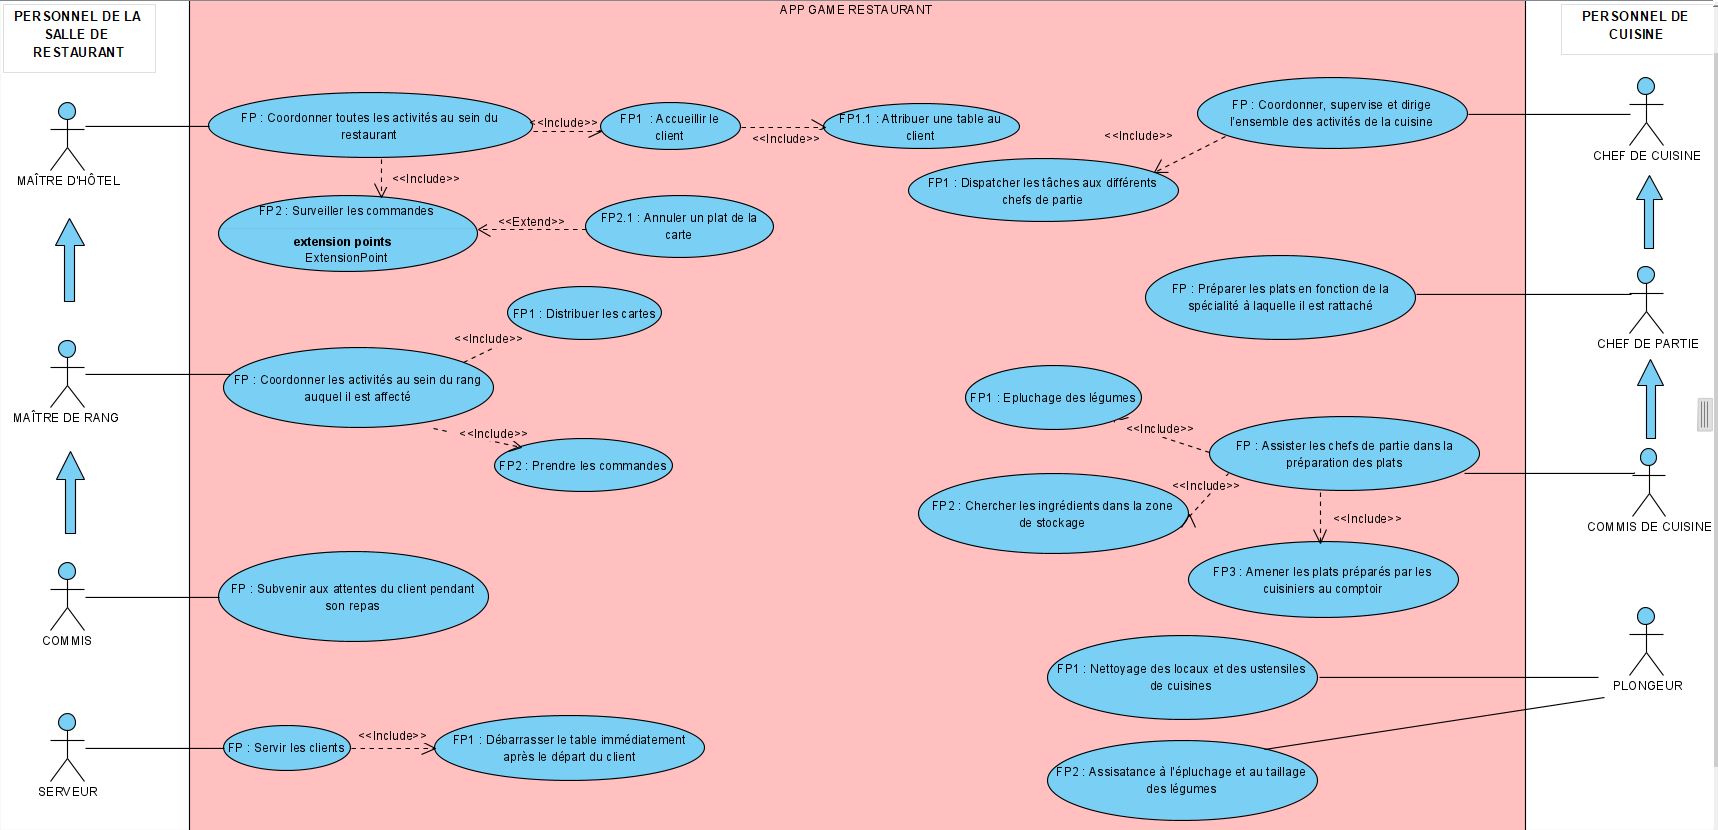 APP GAME RESTAURANT
PERSONNEL DE LA
SALLE DE
RESTAURANT
PERSONNEL DE
CUISINE
MAÎTRE D'HÔTEL
FP : Coordonner toutes les activités au sein du
restaurant
<<Include>>
FP1 : Accueillir le
client
<<Include>>
FP1.1 : Attribuer une table au
client
<<Include>>
FP2 : Surveiller les commandes
extension points
ExtensionPoint
<<Extend>>
FP2.1 : Annuler un plat de la
carte
MAÎTRE DE RANG
FP : Coordonner les activités au sein du rang
auquel il est affecté
<<Include>>
FP1 : Distribuer les cartes
<<Include>>
FP2 : Prendre les commandes
COMMIS
FP : Subvenir aux attentes du client pendant
son repas
SERVEUR
FP : Servir les clients
<<Include>>
FP1 : Débarrasser le table immédiatement
après le départ du client
FP : Coordonner, supervise et dirige
l'ensemble des activités de la cuisine
CHEF DE CUISINE
<<Include>>
FP1 : Dispatcher les tâches aux différents
chefs de partie
FP : Préparer les plats en fonction de la
spécialité à laquelle il est rattaché
CHEF DE PARTIE
FP1 : Epluchage des légumes
<<Include>>
FP : Assister les chefs de partie dans la
préparation des plats
COMMIS DE CUISINE
<<Include>>
FP2 : Chercher les ingrédients dans la zone
de stockage
<<Include>>
FP3 : Amener les plats préparés par les
cuisiniers au comptoir
FP1 : Nettoyage des locaux et des ustensiles
de cuisines
PLONGEUR
FP2 : Assisatance à l'épluchage et au taillage
des légumes